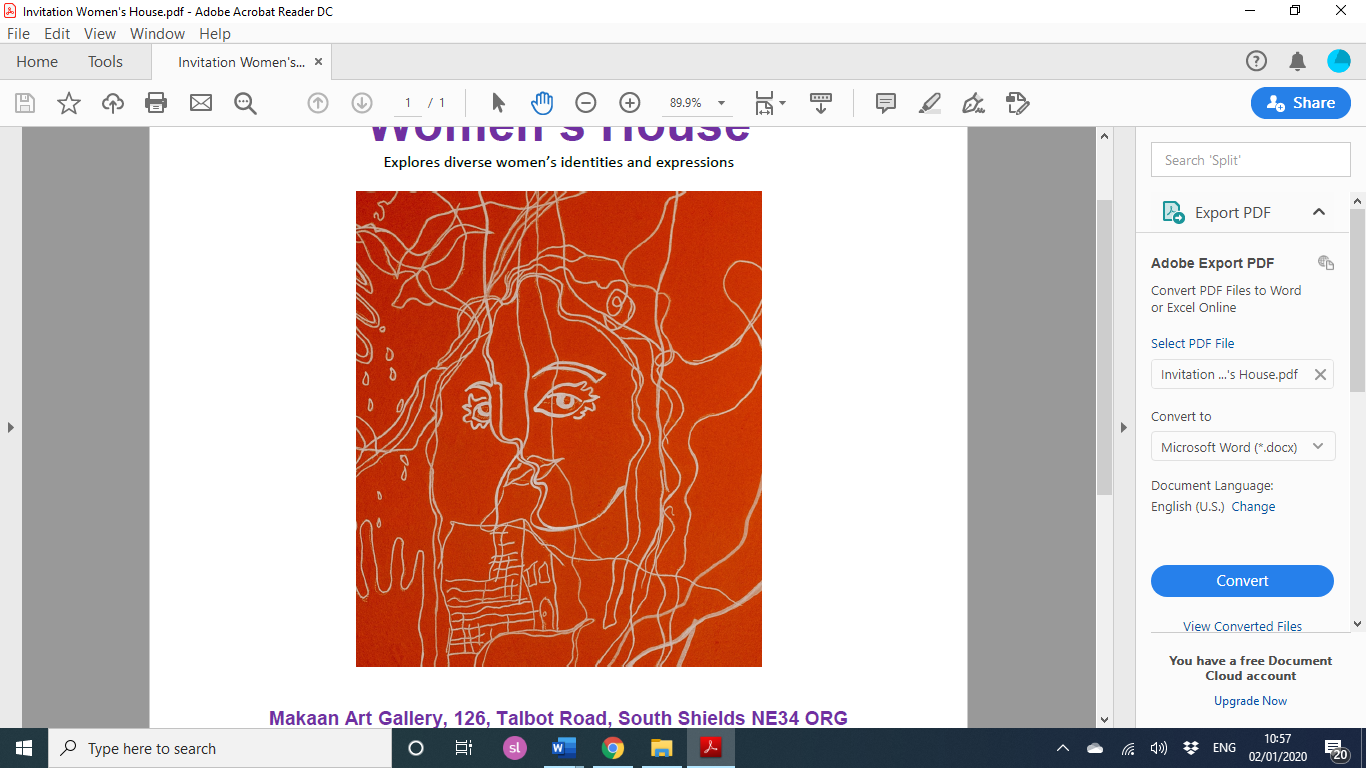 Invitation Women's House.pdf - Adobe Acrobat Reader DC
File Edit View Window Help
Home Tools Invitation Women's... ×
1 / 1 89.9% Share
Women's House
Explores diverse women's identities and expressions
Makaan Art Gallery, 126, Talbot Road, South Shields NE34 ORG
Search 'Split'
Export PDF
Adobe Export PDF
Convert PDF Files to Word
or Excel Online
Select PDF File
Invitation ...'s House.pdf
Convert to
Microsoft Word (*.docx)
Document Language:
English (U.S.) Change
Convert
View Converted Files
You have a free Document
Cloud account
Upgrade Now
Type here to search
sl
ENG
10:57
02/01/2020
20